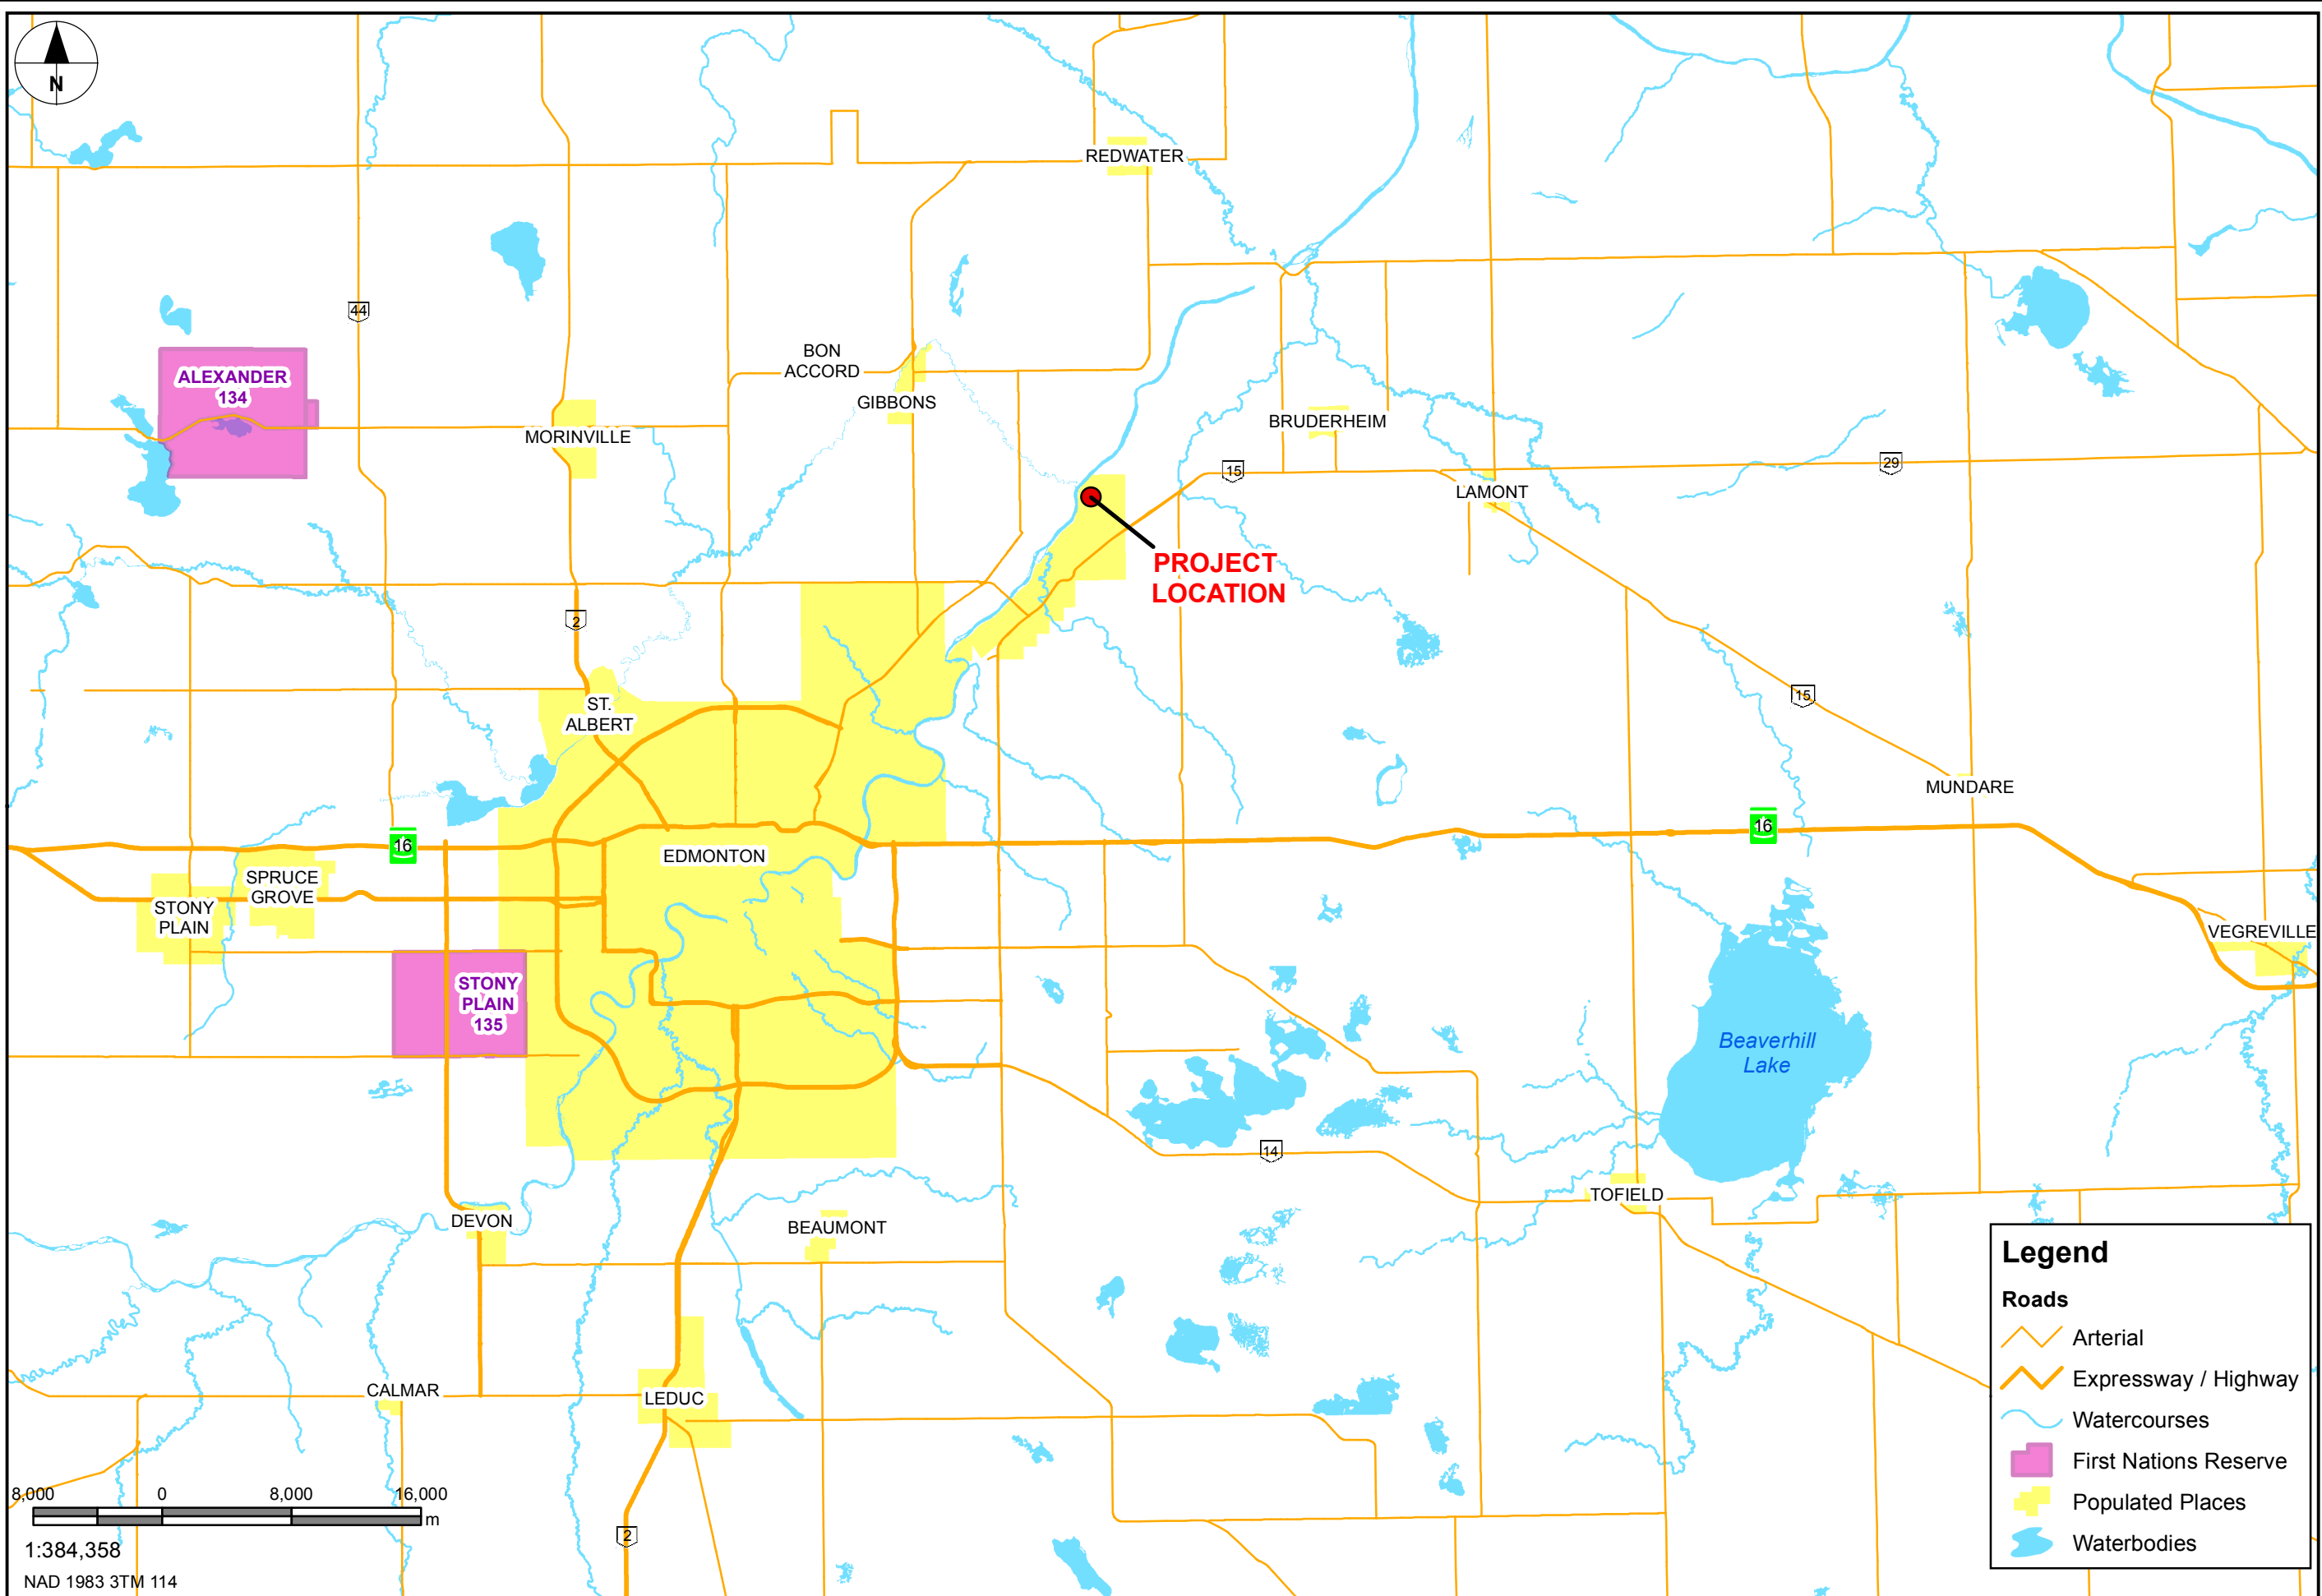 N
REDWATER
44
BON
ACCORD
ALEXANDER
134
GIBBONS
BRUDERHEIM
MORINVILLE
15
29
LAMONT
PROJECT
LOCATION
2
ST.
ALBERT
15
MUNDARE
16
16
EDMONTON
SPRUCE
GROVE
STONY
PLAIN
VEGREVILLE
STONY
PLAIN
135
Beaverhill
Lake
14
TOFIELD
DEVON
BEAUMONT
CALMAR
LEDUC
2
Legend
Roads
Arterial
Expressway / Highway
Watercourses
First Nations Reserve
Populated Places
Waterbodies
8,000 0 8,000 16,000
m
1:384,358
NAD 1983 3TM 114